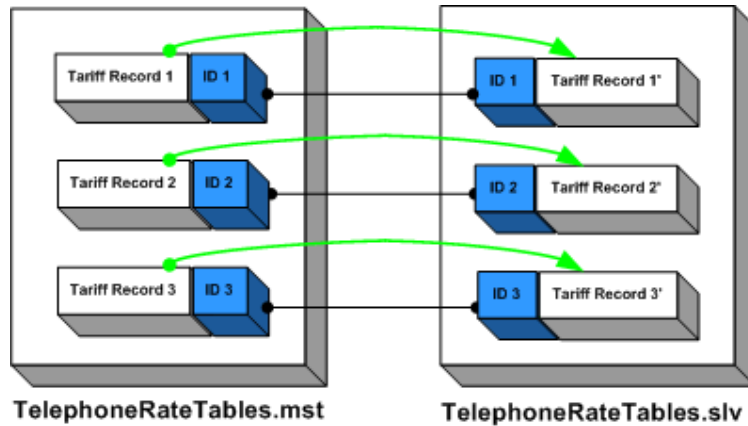 Tariff Record 1
ID 1
ID 1
Tariff Record 1'
Tariff Record 2
ID 2
ID 2
Tariff Record 2'
Tariff Record 3
ID 3
ID 3
Tariff Record 3'
TelephoneRateTables.mst
TelephoneRateTables.slv